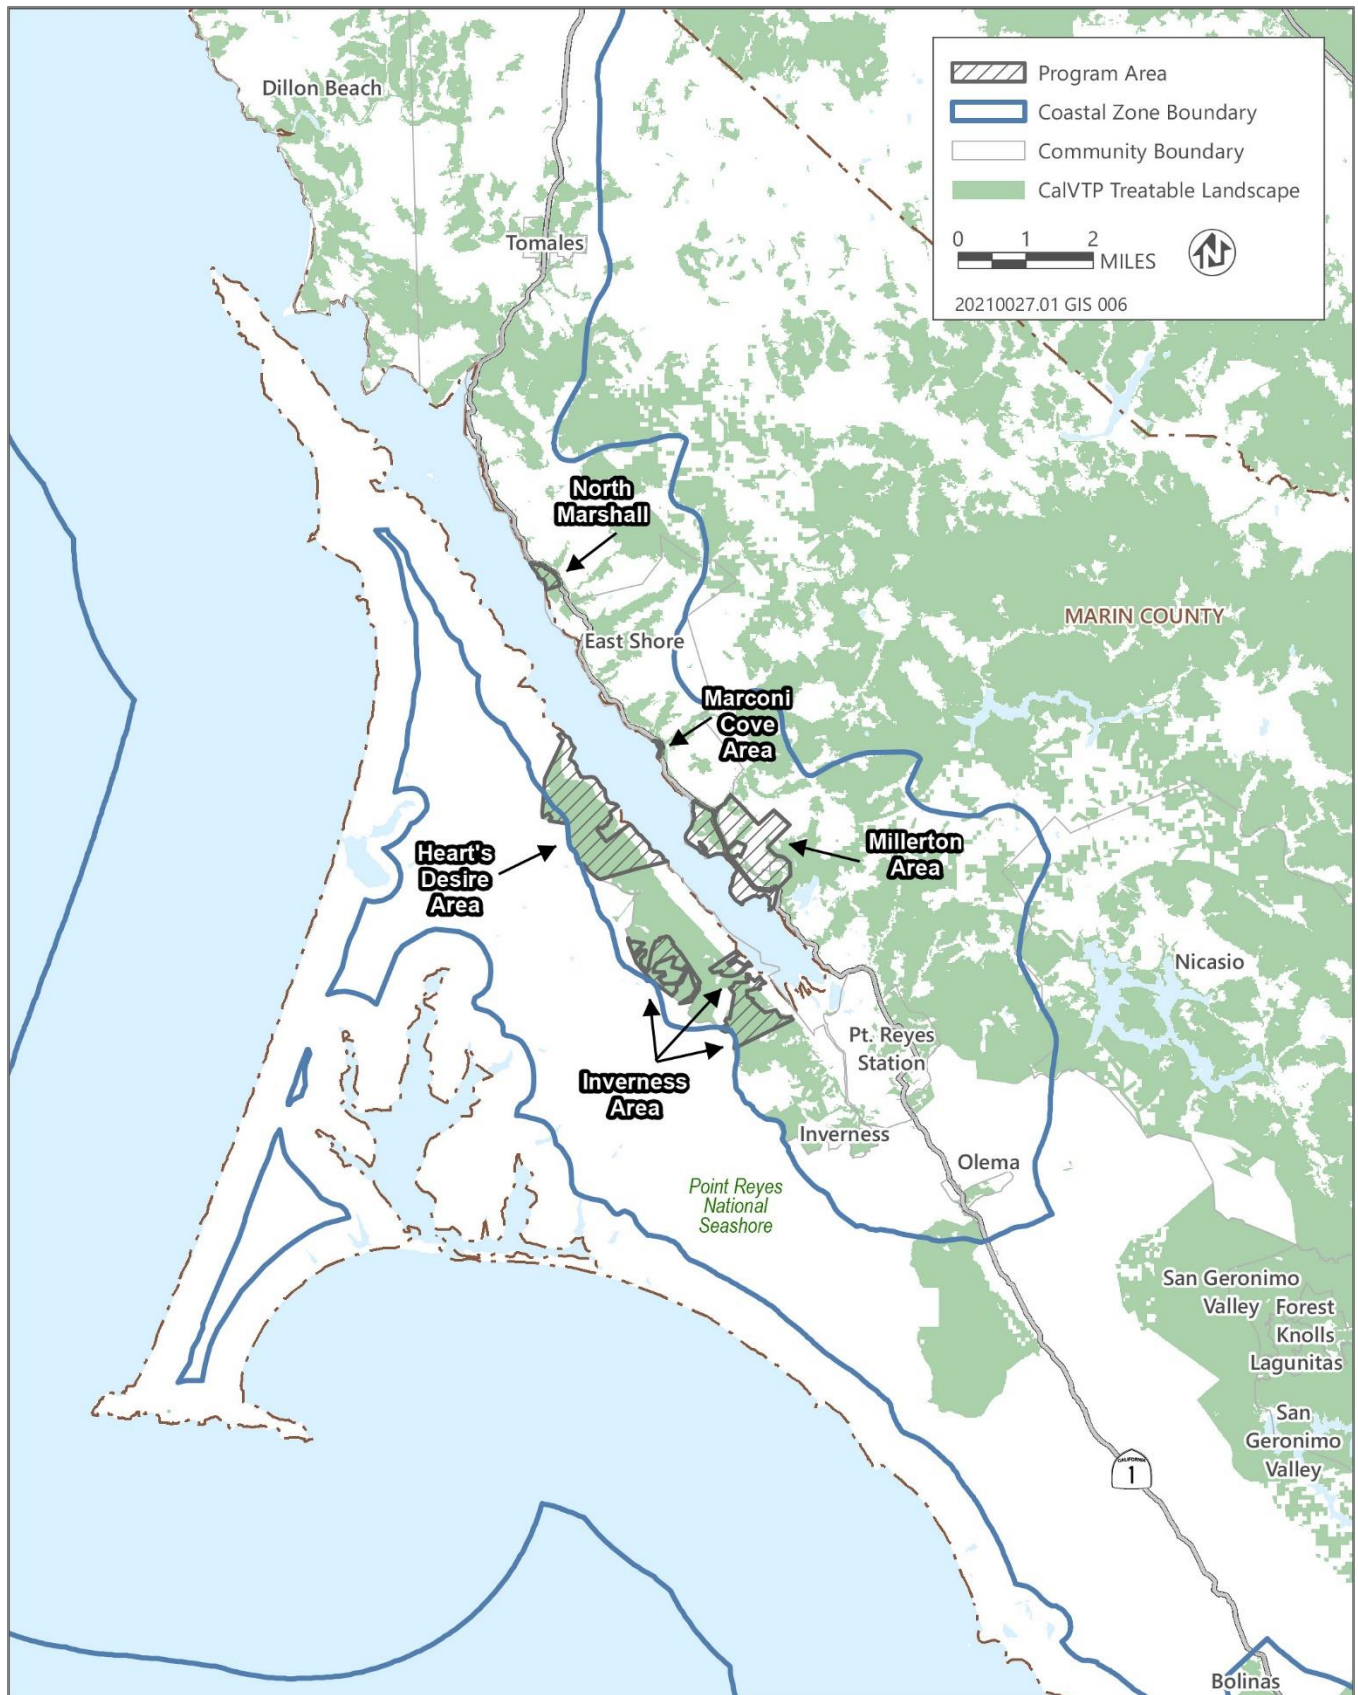 Dillon Beach
Program Area
Coastal Zone Boundary
Community Boundary
CalVTP Treatable Landscape
0 1 2
MILES
N
20210027.01 GIS 006
Tomales
North
Marshall
East Shore
MARIN COUNTY
Marconi
Cove
Area
Heart's
Desire
Area
Millerton
Area
Nicasio
Pt. Reyes
Station
Inverness
Area
Inverness
Olema
Point Reyes
National
Seashore
San Geronimo
Valley
Forest
Knolls
Lagunitas
San
Geronimo
Valley
CALIFORNIA
1
Bolinas